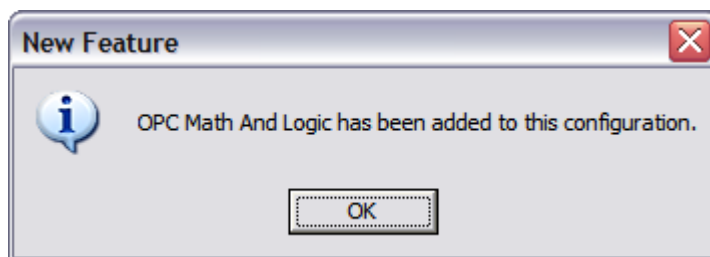 New Feature
OPC Math And Logic has been added to this configuration.
OK